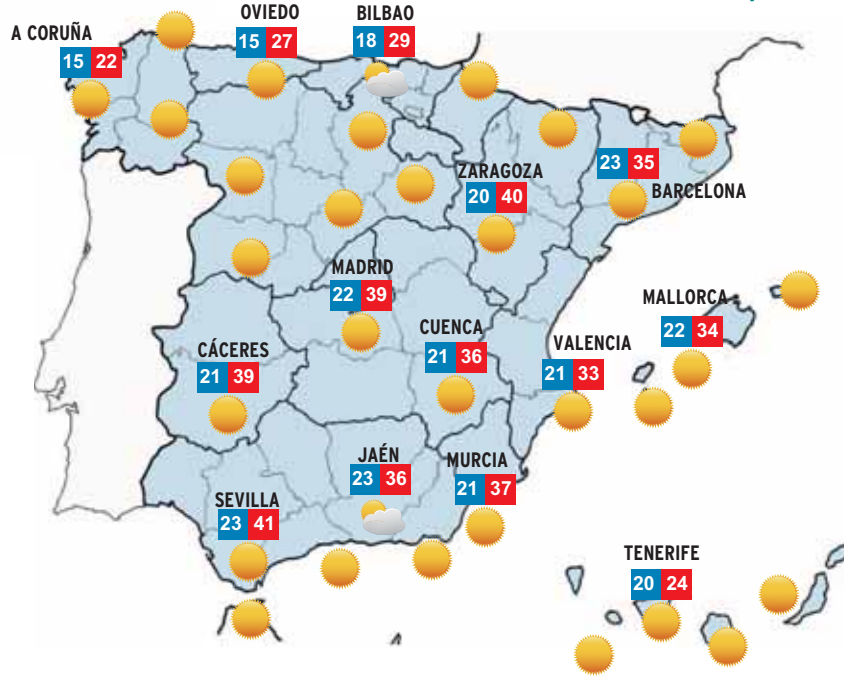 OVIEDO
15 27
BILBAO
18 29
A CORUÑA
15 22
ZARAGOZA
20 40
23 35
BARCELONA
MADRID
22 39
MALLORCA
22 34
CUENCA
21 36
VALENCIA
21 33
CÁCERES
21 39
JAÉN
23 36
MURCIA
21 37
SEVILLA
23 41
TENERIFE
20 24